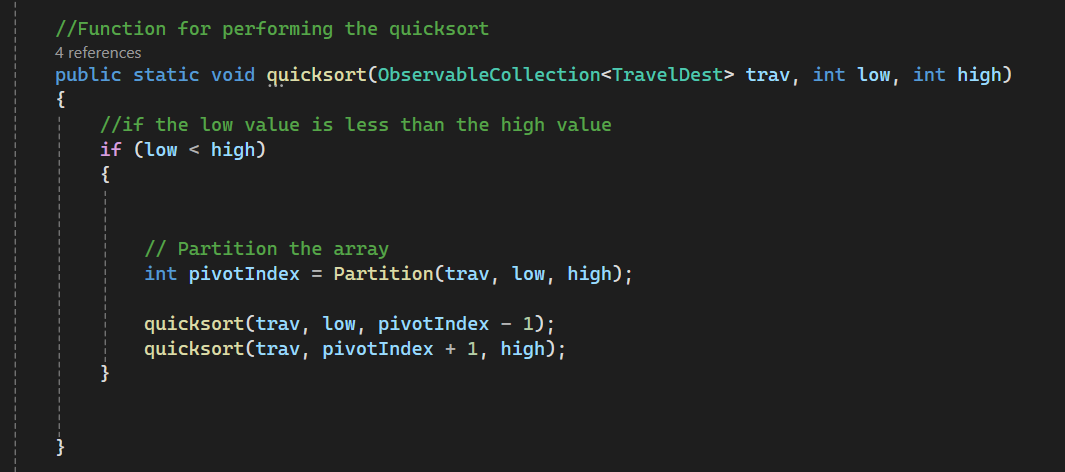 //Function for performing the quicksort
4 references
public static void quicksort(ObservableCollection<TravelDest> trav, int low, int high)
{
//if the low value is less than the high value
if (low < high)
{
// Partition the array
int pivotIndex = Partition(trav, low, high);
quicksort(trav, low, pivotIndex - 1);
quicksort(trav, pivotIndex + 1, high);
}
}